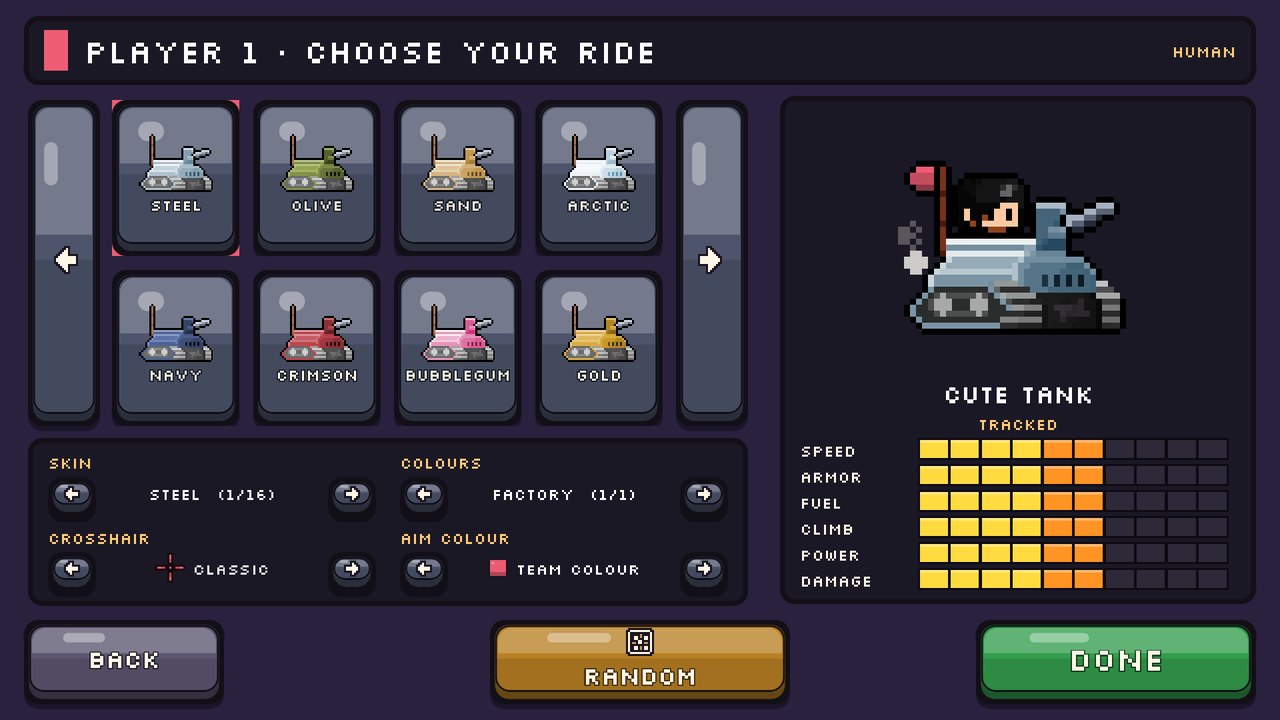 PLAYER 1 · CHOOSE YOUR RIDE
HUMAN
STEEL
OLIVE
SAND
ARCTIC
NAVY
CRIMSON
BUBBLEGUM
GOLD
CUTE TANK
TRACKED
SPEED
ARMOR
FUEL
CLIMB
POWER
DAMAGE
SKIN
STEEL (1/16)
COLOURS
FACTORY (1/1)
CROSSHAIR
CLASSIC
AIM COLOUR
TEAM COLOUR
BACK
RANDOM
DONE